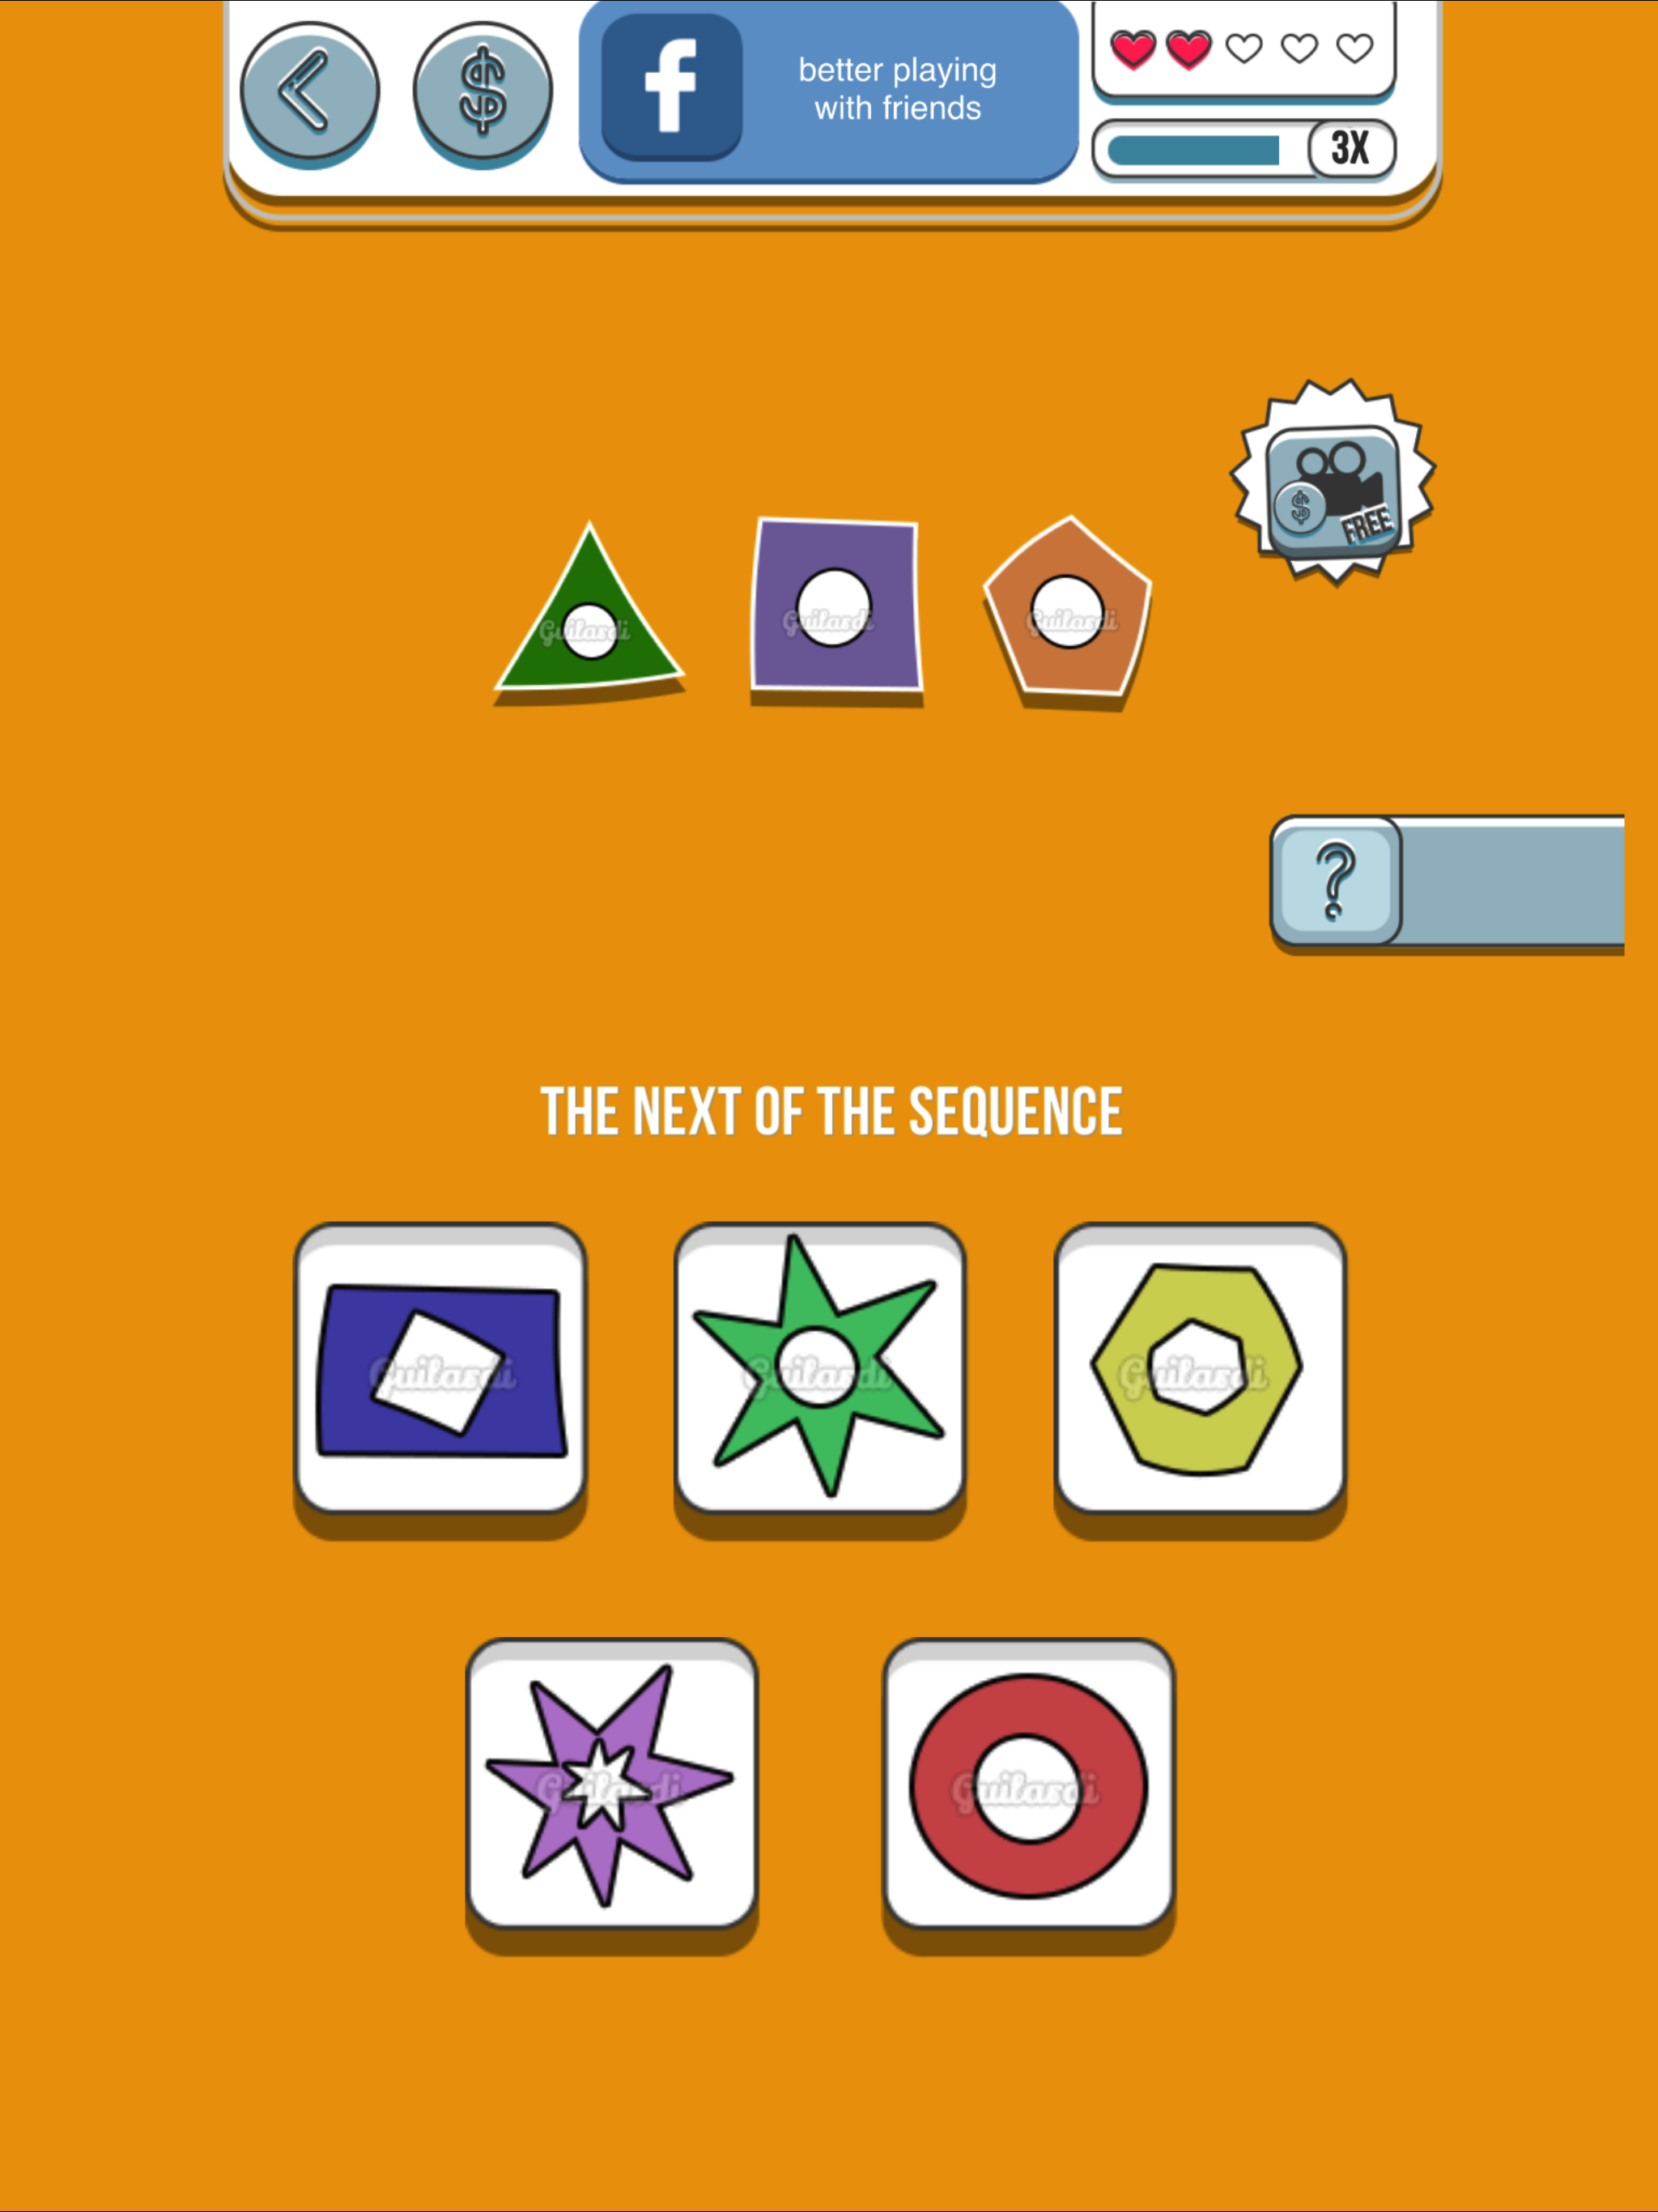 f
better playing
with friends
3X
$
FREE
Guilardi
Guilardi
Guilardi
?
THE NEXT OF THE SEQUENCE
Guilardi
Guilardi
Guilardi
Guilardi
Guilardi